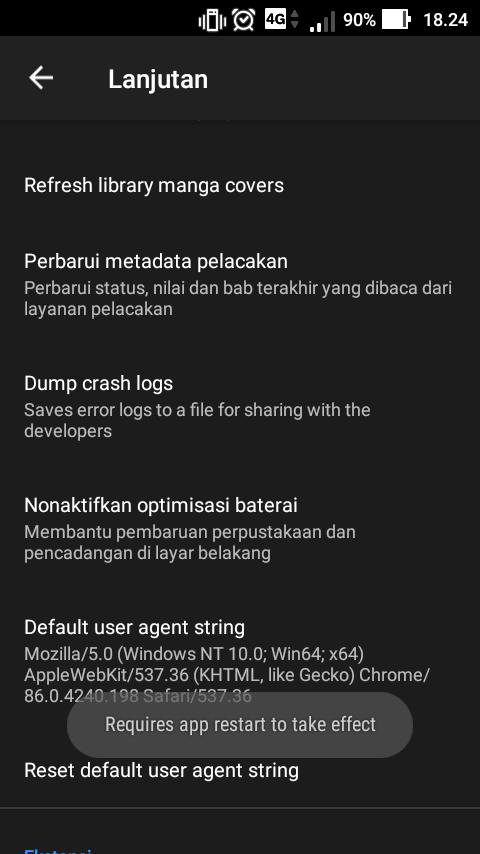 4G 90% 18.24
Lanjutan
Refresh library manga covers
Perbarui metadata pelacakan
Perbarui status, nilai dan bab terakhir yang dibaca dari
layanan pelacakan
Dump crash logs
Saves error logs to a file for sharing with the
developers
Nonaktifkan optimisasi baterai
Membantu pembaruan perpustakaan dan
pencadangan di layar belakang
Default user agent string
Mozilla/5.0 (Windows NT 10.0; Win64; x64)
AppleWebKit/537.36 (KHTML, like Gecko) Chrome/
86.0.4240.198 Safari/537.36
Requires app restart to take effect
Reset default user agent string